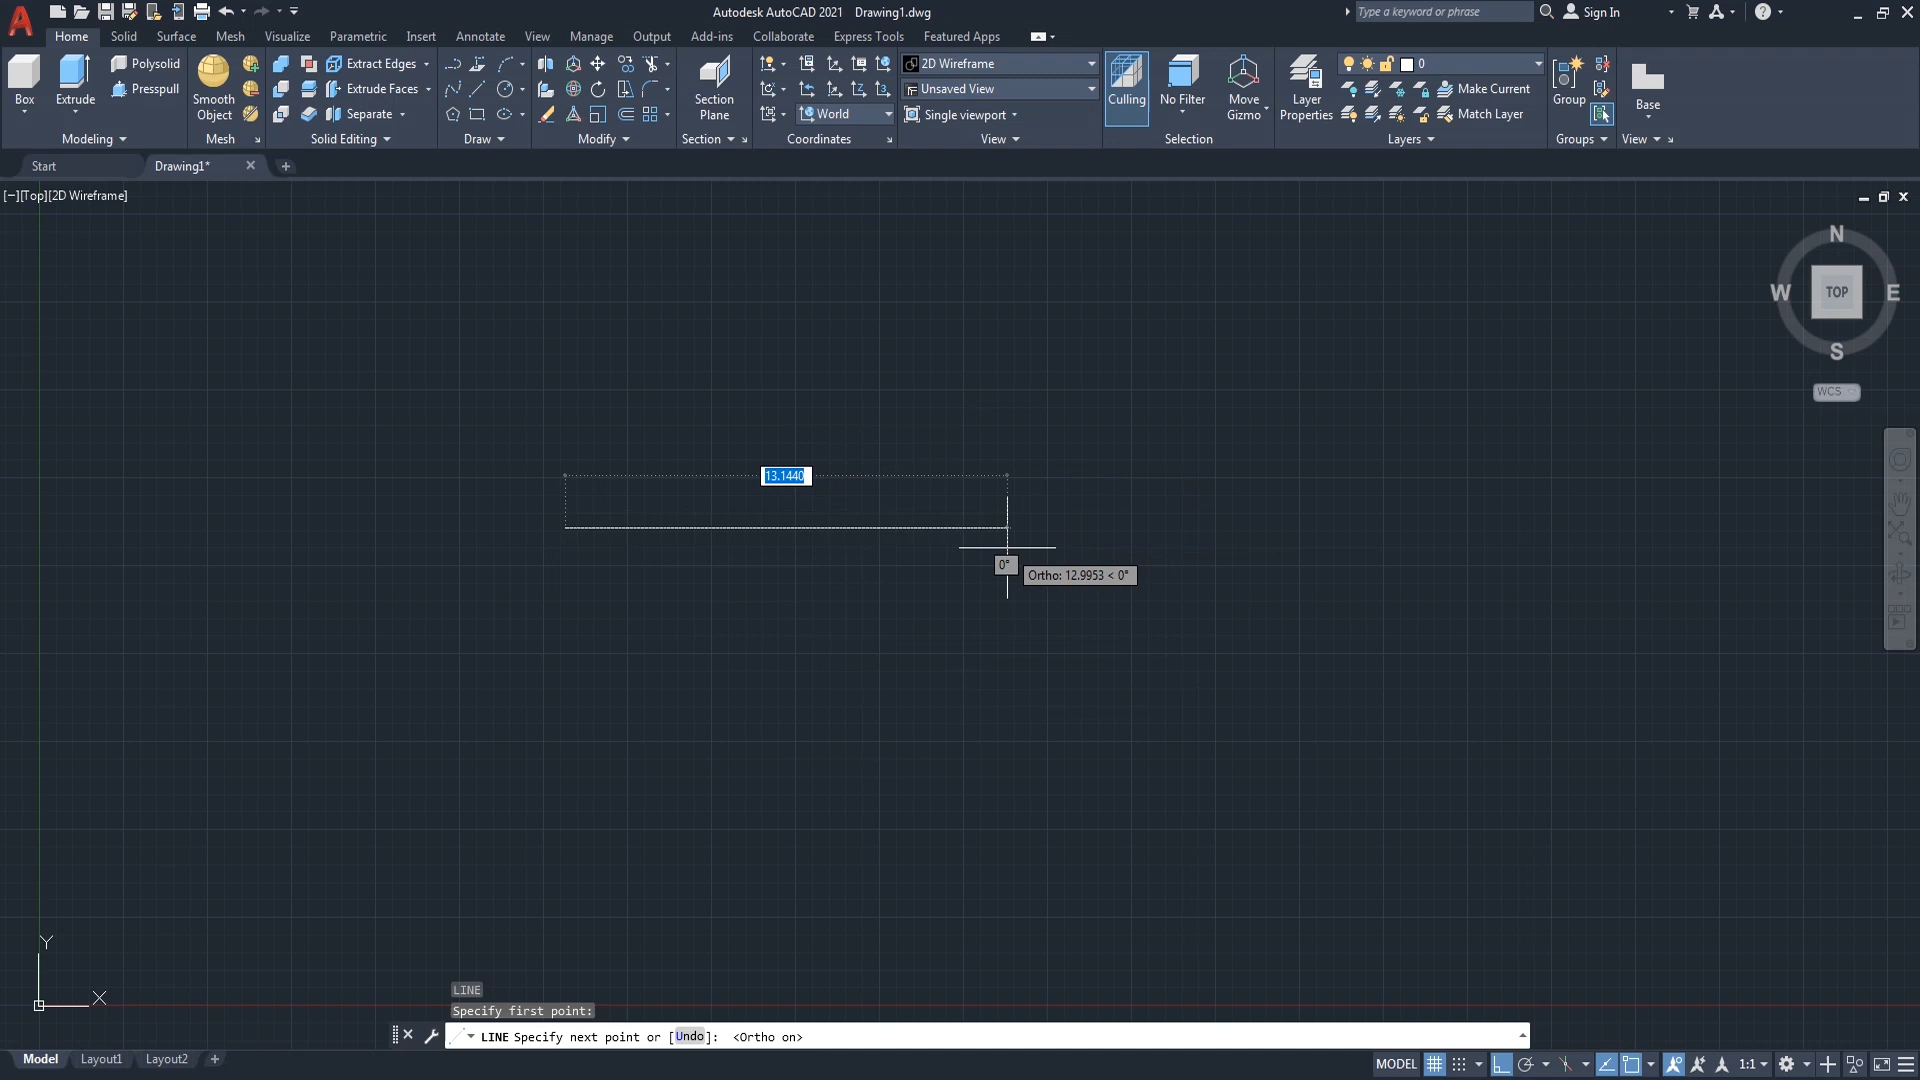 Autodesk AutoCAD 2021 Drawing1.dwg
Type a keyword or phrase
Sign In
Home Solid Surface Mesh Visualize Parametric Insert Annotate View Manage Output Add-ins Collaborate Express Tools Featured Apps
Box
Extrude
Polysolid
Presspull
Modeling
Smooth
Object
Mesh
Extract Edges
Extrude Faces
Separate
Solid Editing
Draw
Modify
Section
Plane
Section
World
Coordinates
2D Wireframe
Unsaved View
Single viewport
View
Culling
No Filter
Move
Gizmo
Selection
Layer
Properties
0
Make Current
Match Layer
Layers
Group
Groups
Base
View
Start
Drawing1*
[−][Top][2D Wireframe]
N
W
TOP
E
S
WCS
13.1440
0°
Ortho: 12.9953 < 0°
Y
X
LINE
Specify first point:
LINE Specify next point or [Undo]: <Ortho on>
Model Layout1 Layout2
MODEL
1:1